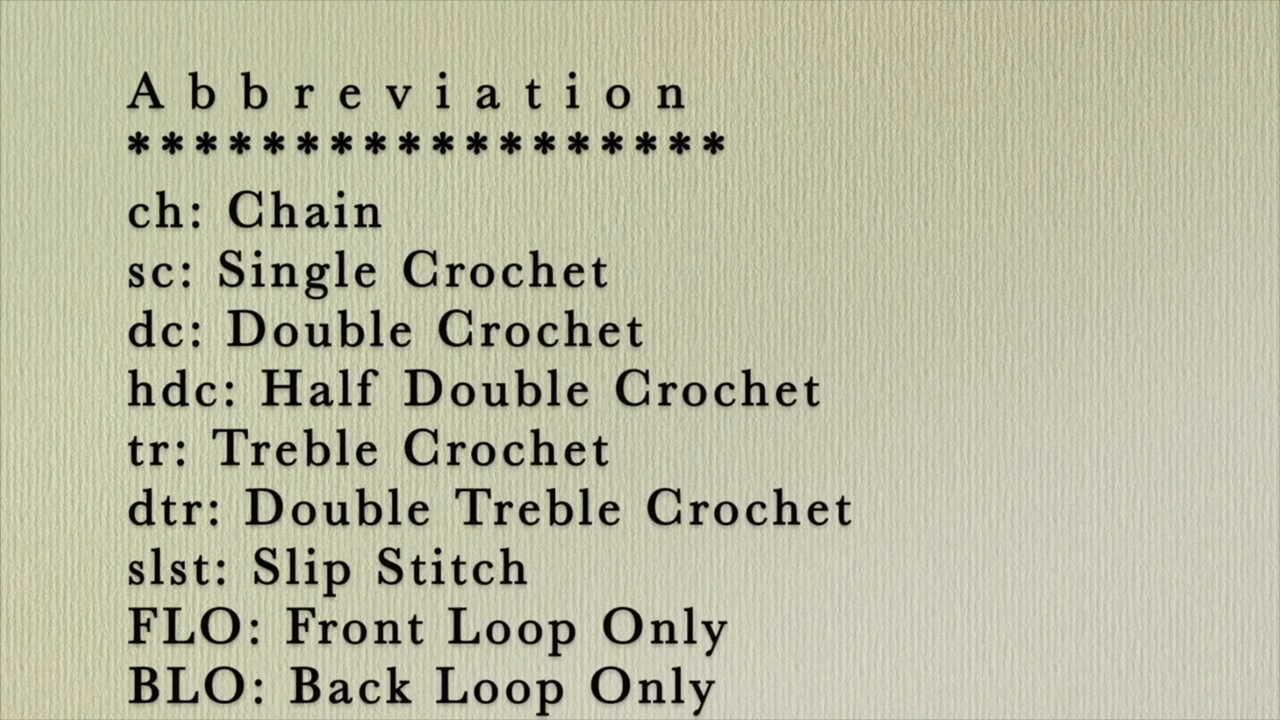 Abbreviation
******************
ch: Chain
sc: Single Crochet
dc: Double Crochet
hdc: Half Double Crochet
tr: Treble Crochet
dtr: Double Treble Crochet
slst: Slip Stitch
FLO: Front Loop Only
BLO: Back Loop Only